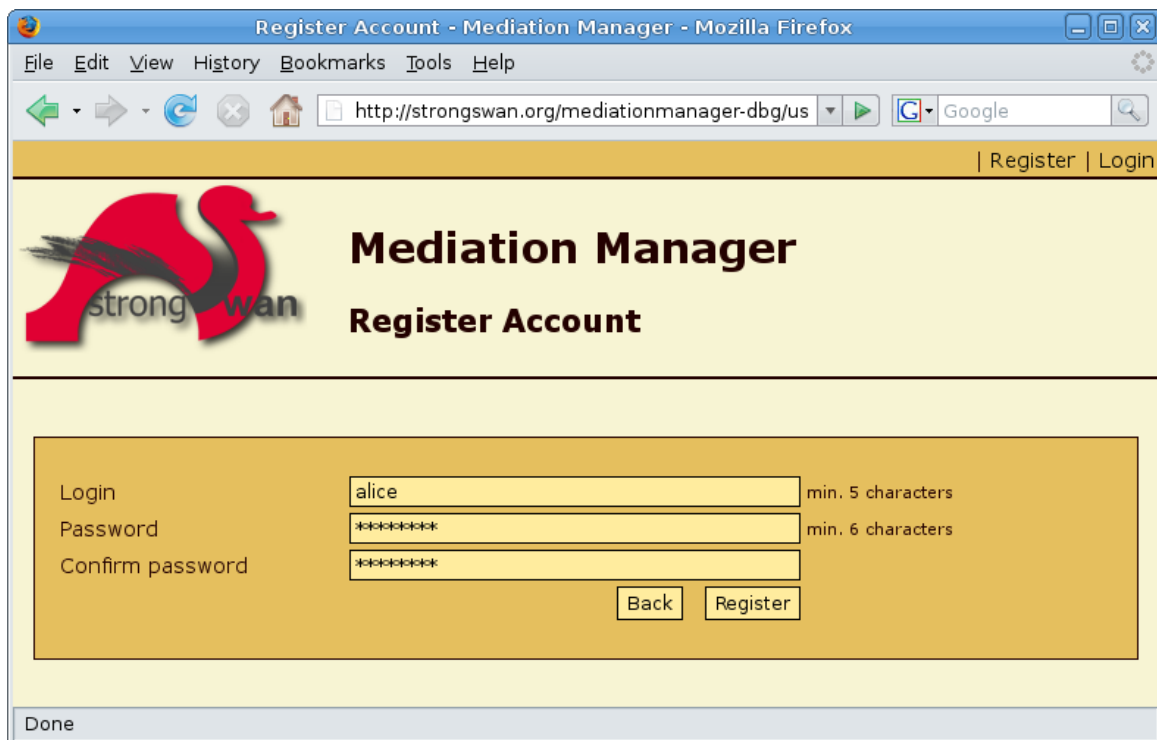 Register Account - Mediation Manager - Mozilla Firefox
File Edit View History Bookmarks Tools Help
http://strongswan.org/mediationmanager-dbg/us G Google
| Register | Login
strongswan
Mediation Manager
Register Account
Login alice min. 5 characters
Password ******** min. 6 characters
Confirm password ********
Back Register
Done